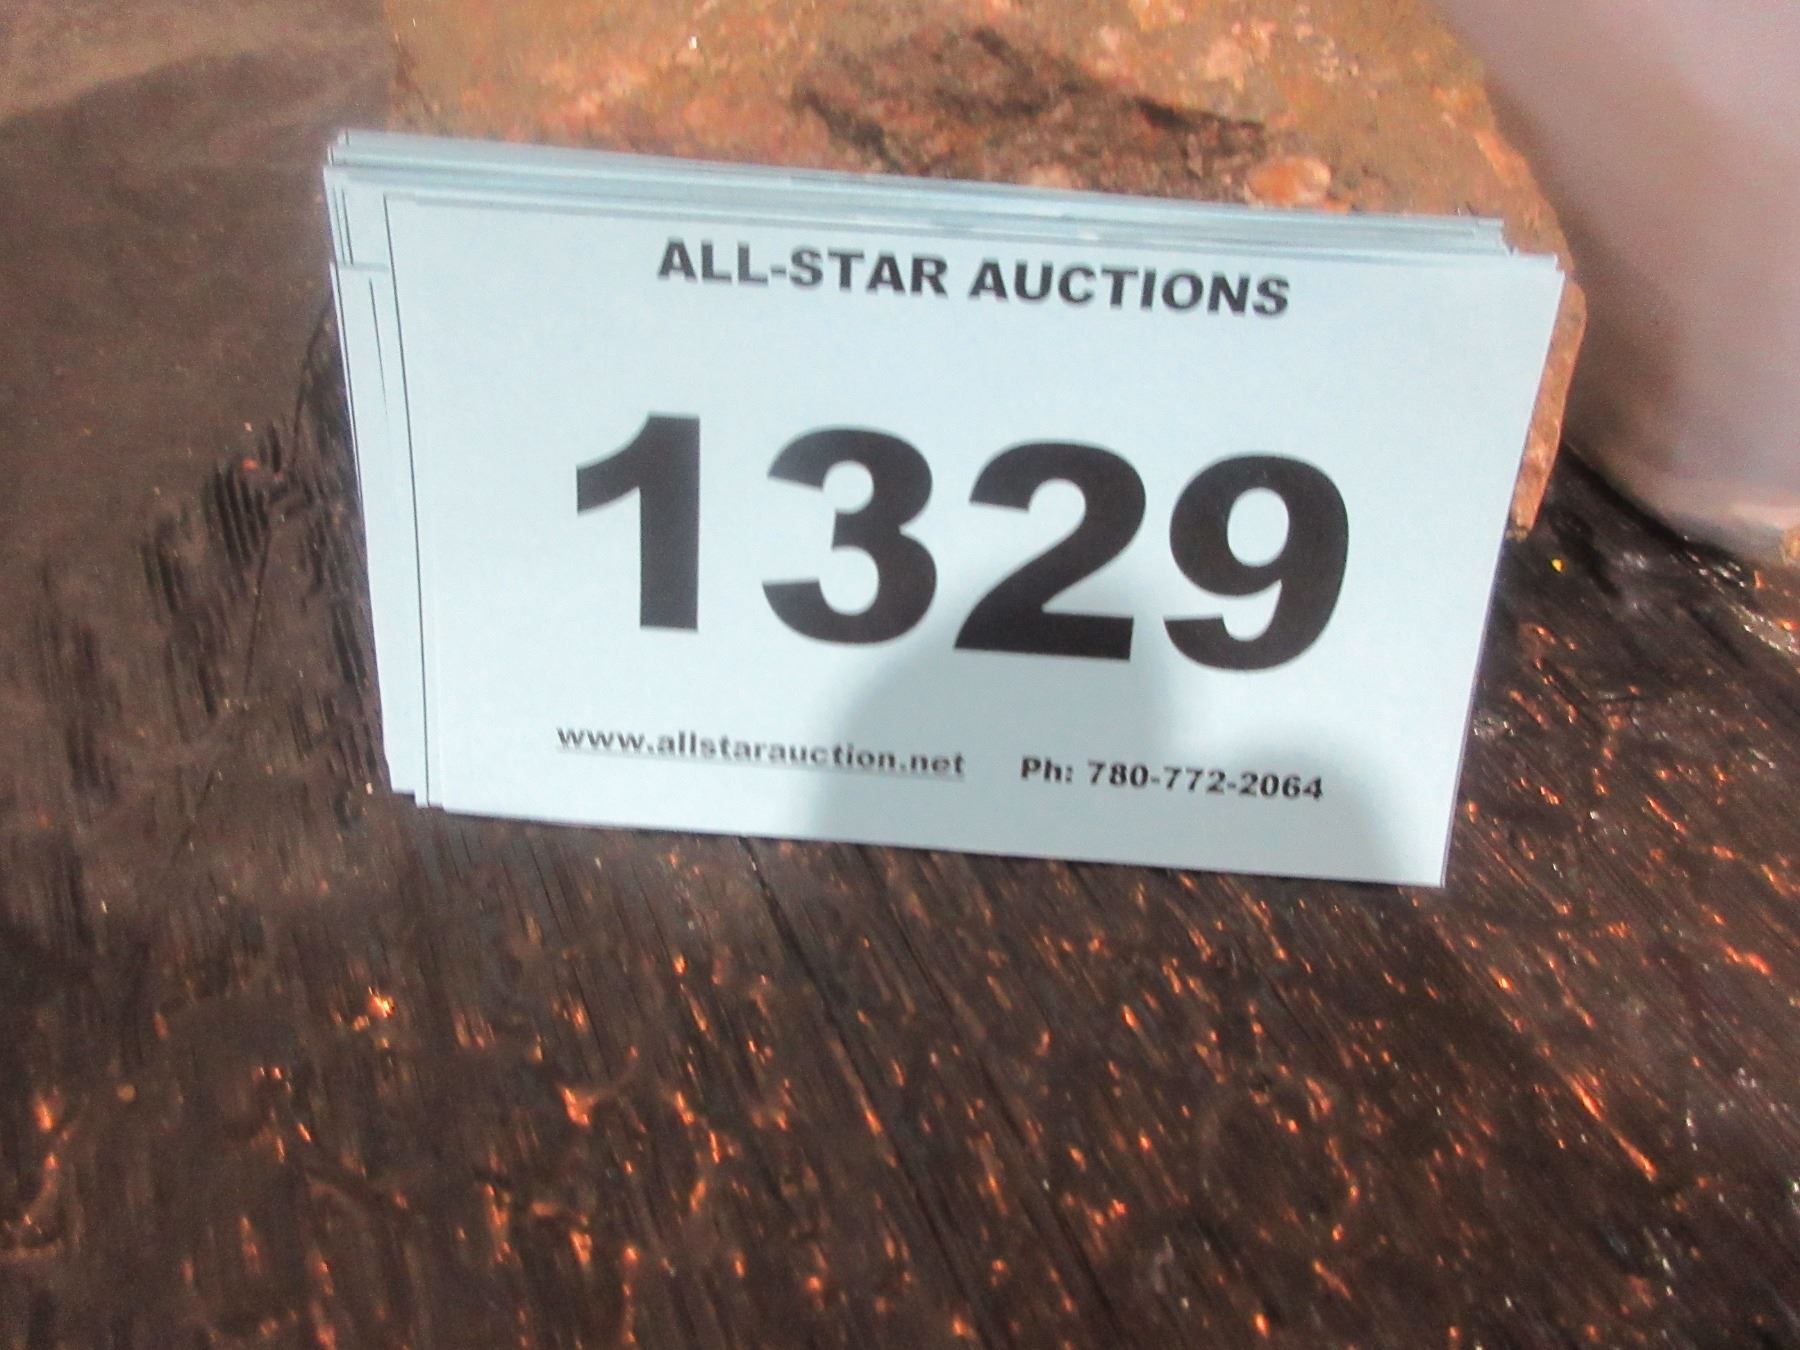 ALL-STAR AUCTIONS
1329
www.allstarauction.net Ph: 780-772-2064